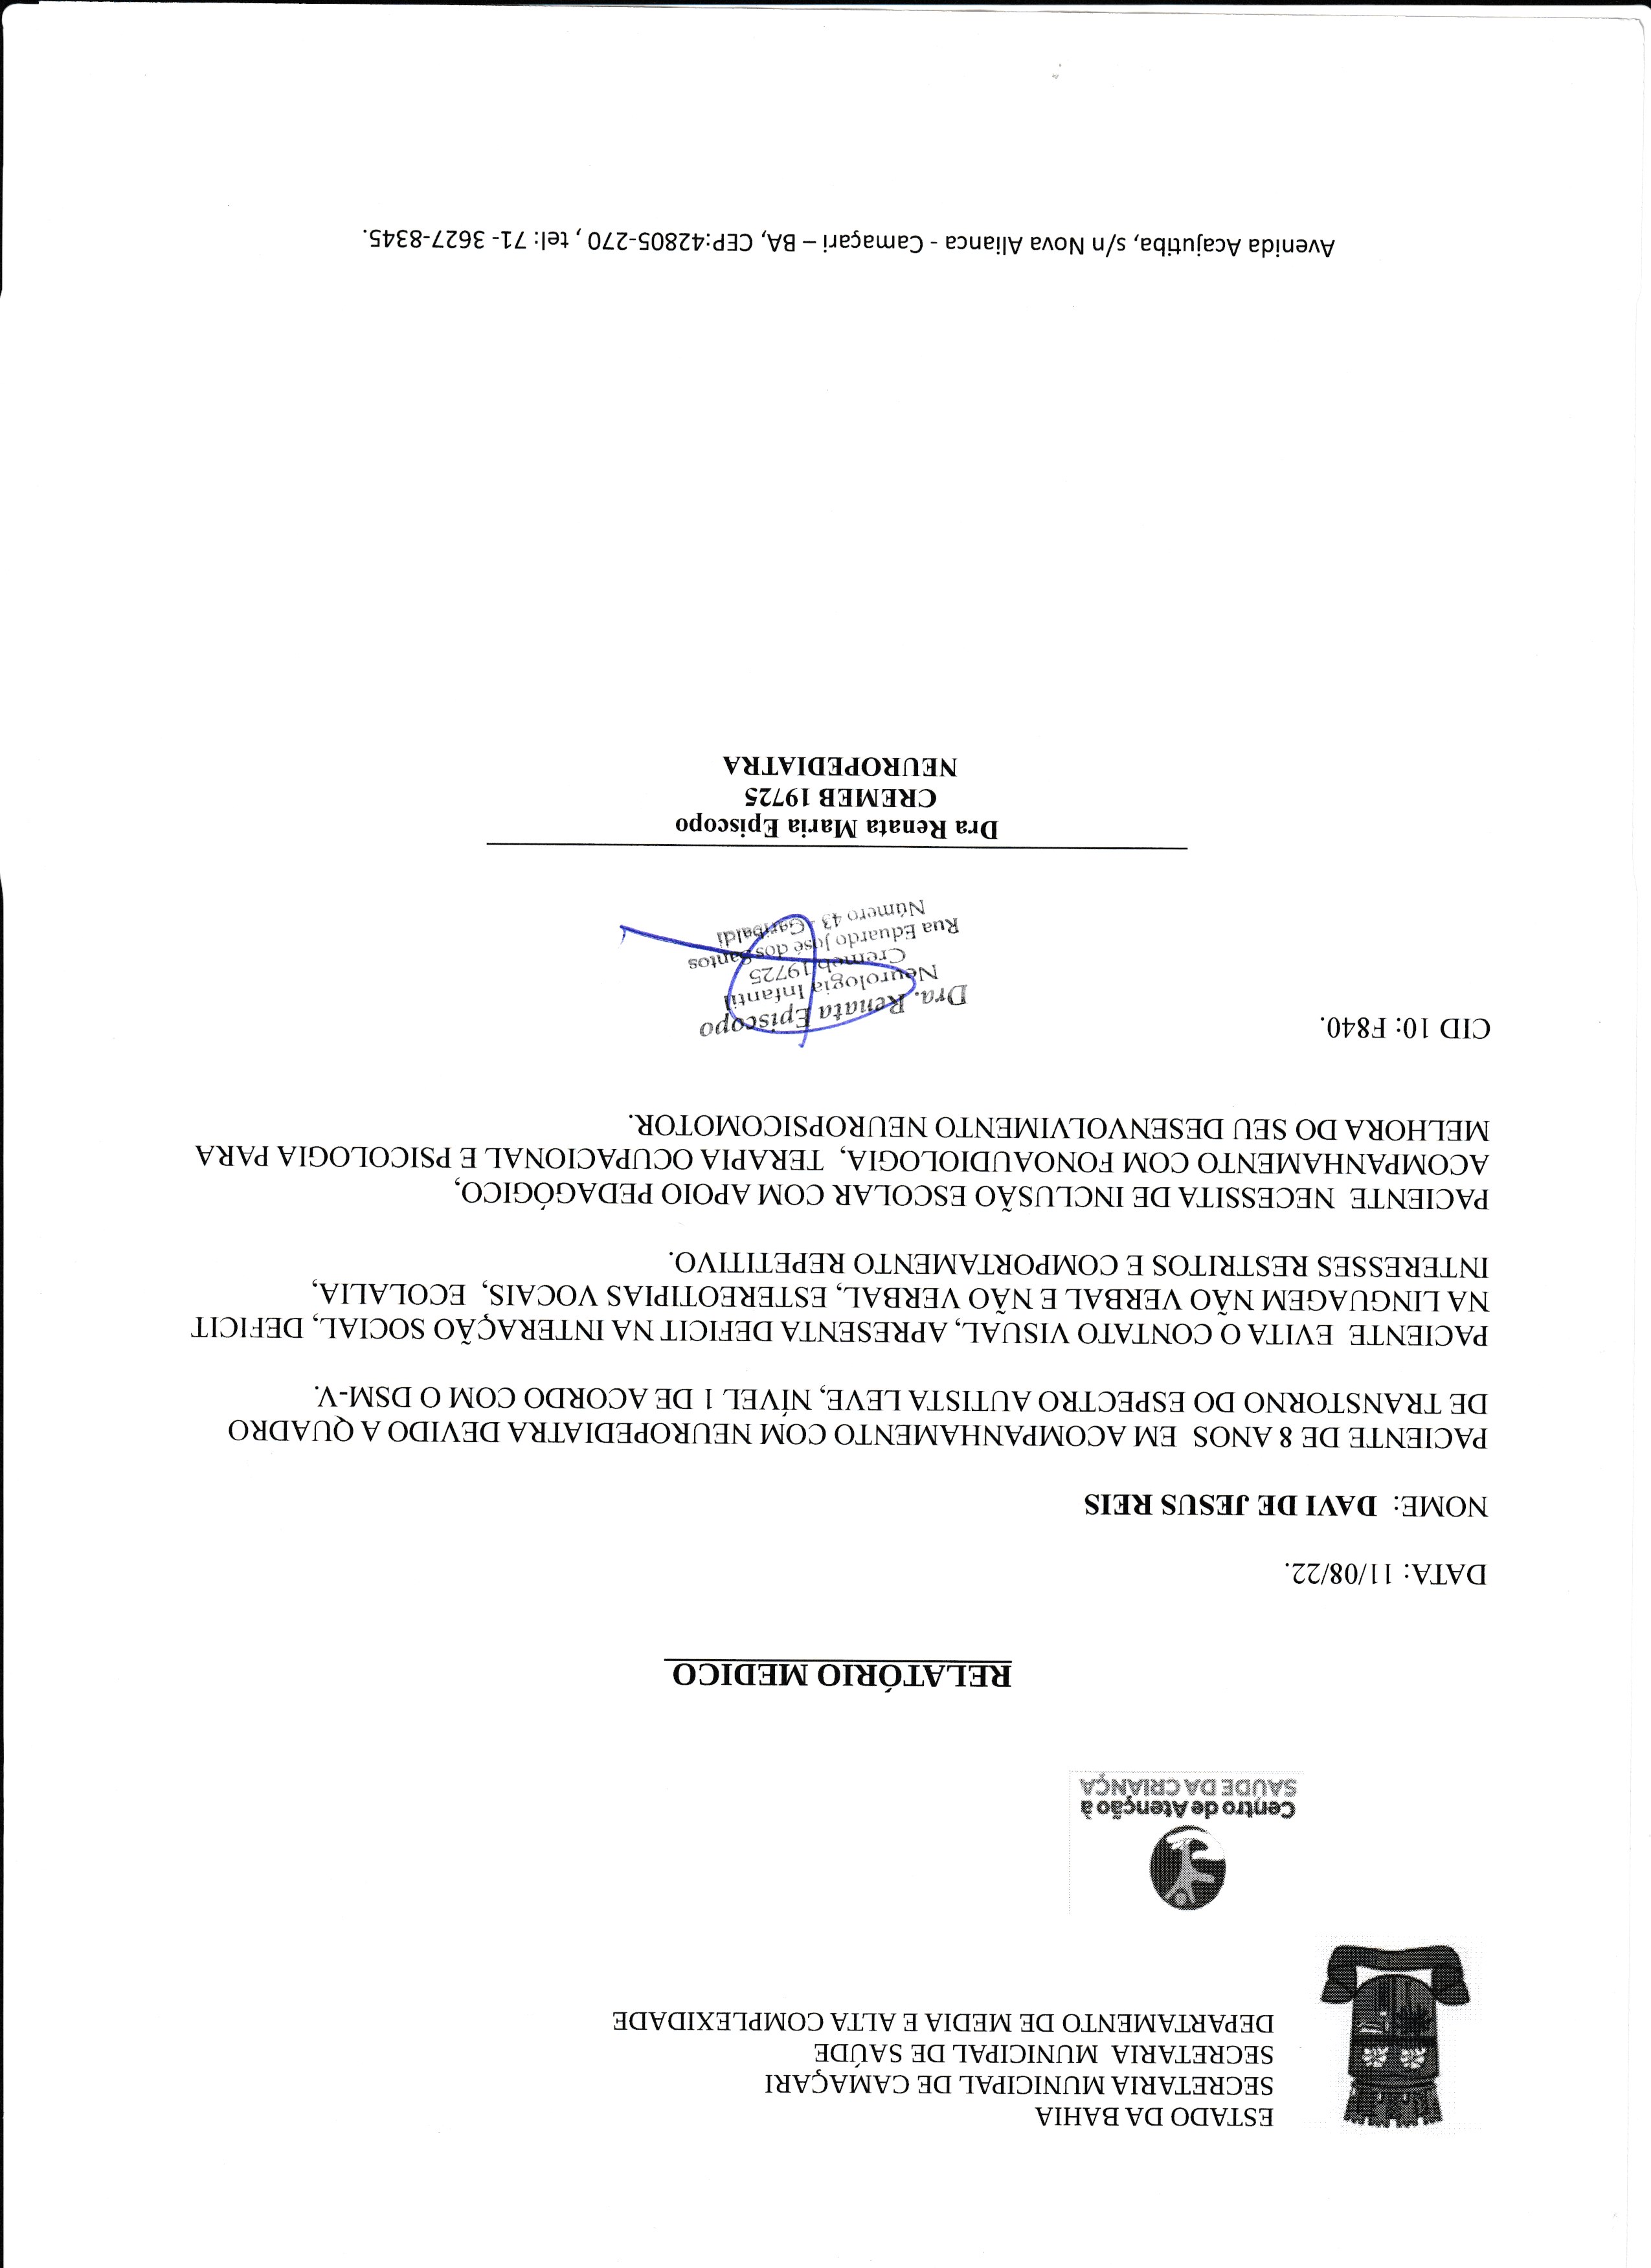 ESTADO DA BAHIA
SECRETARIA MUNICIPAL DE CAMAÇARI
SECRETARIA MUNICIPAL DE SAÚDE
DEPARTAMENTO DE MEDIA E ALTA COMPLEXIDADE
Centro de Atenção à
SAÚDE DA CRIANÇA
RELATÓRIO MEDICO
DATA: 11/08/22.
NOME: DAVI DE JESUS REIS
PACIENTE DE 8 ANOS EM ACOMPANHAMENTO COM NEUROPEDIATRA DEVIDO A QUADRO
DE TRANSTORNO DO ESPECTRO AUTISTA LEVE, NÍVEL 1 DE ACORDO COM O DSM-V.
PACIENTE EVITA O CONTATO VISUAL, APRESENTA DEFICIT NA INTERAÇÃO SOCIAL, DEFICIT
NA LINGUAGEM NÃO VERBAL E NÃO VERBAL, ESTEREOTIPIAS VOCAIS, ECOLALIA,
INTERESSES RESTRITOS E COMPORTAMENTO REPETITIVO.
PACIENTE NECESSITA DE INCLUSÃO ESCOLAR COM APOIO PEDAGÓGICO,
ACOMPANHAMENTO COM FONOAUDIOLOGIA, TERAPIA OCUPACIONAL E PSICOLOGIA PARA
MELHORA DO SEU DESENVOLVIMENTO NEUROPSICOMOTOR.
CID 10: F840.
Dra. Renata Episcopo
Neurologia Infantil
Cremeb 19725
Rua Eduardo José dos Santos
Número 43 - Garibaldi
Dra Renata Maria Episcopo
CREMEB 19725
NEUROPEDIATRA
Avenida Acajutiba, s/n Nova Alianca - Camaçari – BA, CEP:42805-270 , tel: 71- 3627-8345.